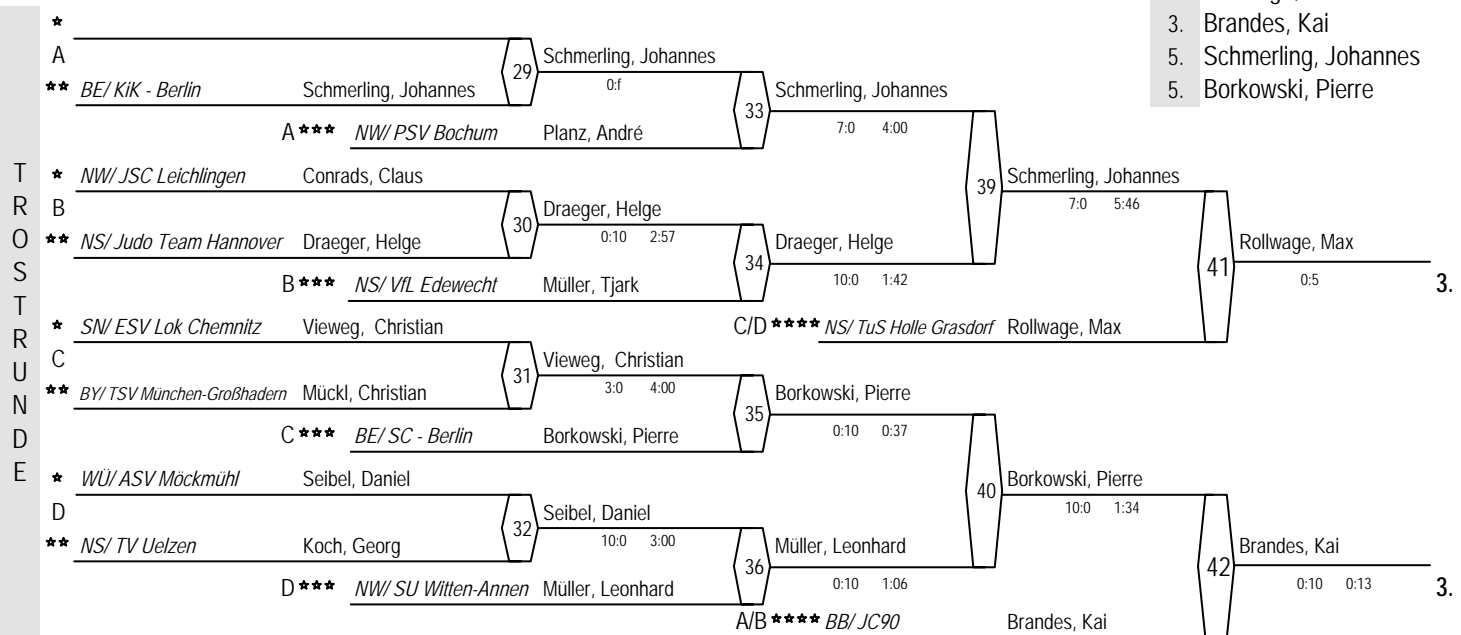 3. Brandes, Kai
5. Schmerling, Johannes
5. Borkowski, Pierre
TROSTRUNDE
A
BE/ KiK - Berlin Schmerling, Johannes
29
Schmerling, Johannes
0:f
A NW/ PSV Bochum Planz, André
33
Schmerling, Johannes
7:0 4:00
NW/ JSC Leichlingen Conrads, Claus
B
NS/ Judo Team Hannover Draeger, Helge
30
Draeger, Helge
0:10 2:57
B NS/ VfL Edewecht Müller, Tjark
34
Draeger, Helge
10:0 1:42
39
Schmerling, Johannes
7:0 5:46
C/D NS/ TuS Holle Grasdorf Rollwage, Max
41
Rollwage, Max
0:5
3.
SN/ ESV Lok Chemnitz Vieweg, Christian
C
BY/ TSV München-Großhadern Mückl, Christian
31
Vieweg, Christian
3:0 4:00
C BE/ SC - Berlin Borkowski, Pierre
35
Borkowski, Pierre
0:10 0:37
WÜ/ ASV Möckmühl Seibel, Daniel
D
NS/ TV Uelzen Koch, Georg
32
Seibel, Daniel
10:0 3:00
D NW/ SU Witten-Annen Müller, Leonhard
36
Müller, Leonhard
0:10 1:06
40
Borkowski, Pierre
10:0 1:34
A/B BB/ JC90 Brandes, Kai
42
Brandes, Kai
0:10 0:13
3.